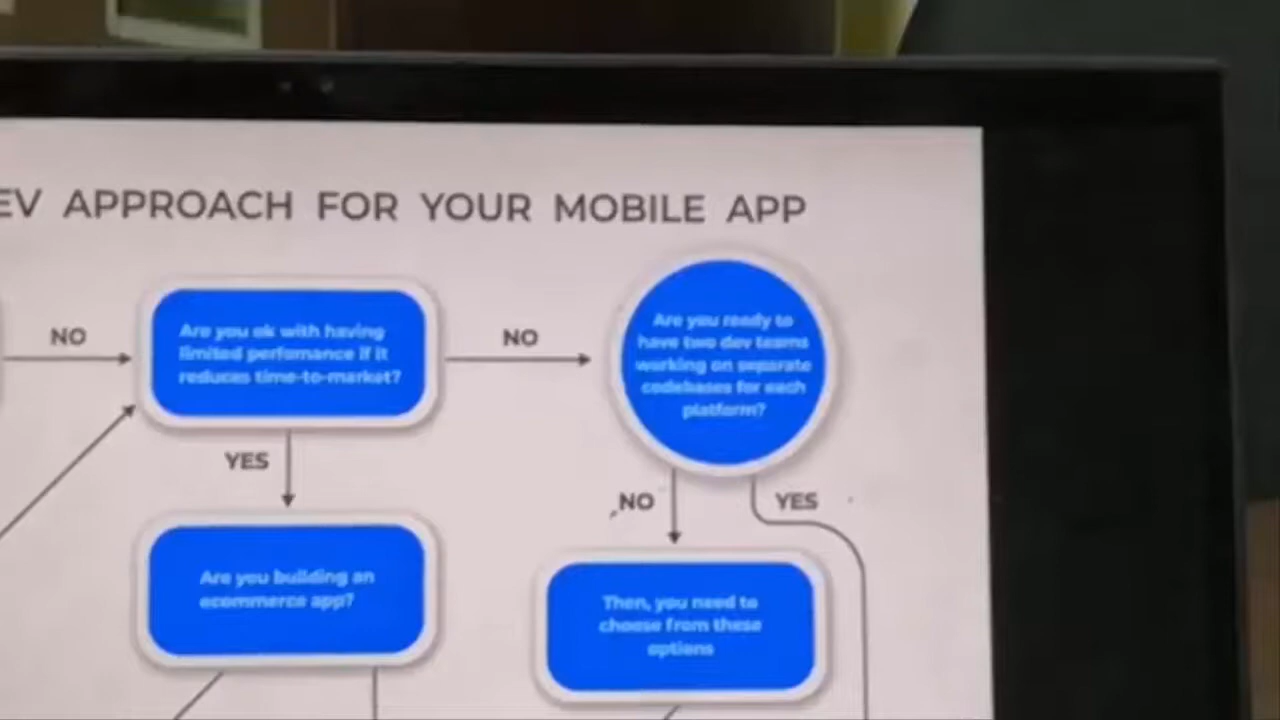 EV APPROACH FOR YOUR MOBILE APP
NO
Are you ok with having
limited perfomance if it
reduces time-to-market?
NO
Are you ready to
have two dev teams
working on separate
codebases for each
platform?
YES
NO
YES
Are you building an
ecommerce app?
Then, you need to
choose from these
options